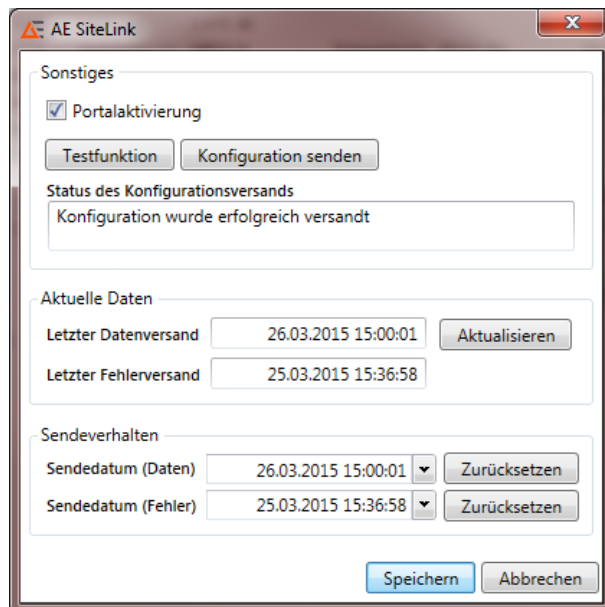 AE SiteLink
Sonstiges
Portalaktivierung
Testfunktion Konfiguration senden
Status des Konfigurationsversands
Konfiguration wurde erfolgreich versandt
Aktuelle Daten
Letzter Datenversand 26.03.2015 15:00:01 Aktualisieren
Letzter Fehlerversand 25.03.2015 15:36:58
Sendeverhalten
Sendedatum (Daten) 26.03.2015 15:00:01 Zurücksetzen
Sendedatum (Fehler) 25.03.2015 15:36:58 Zurücksetzen
Speichern Abbrechen